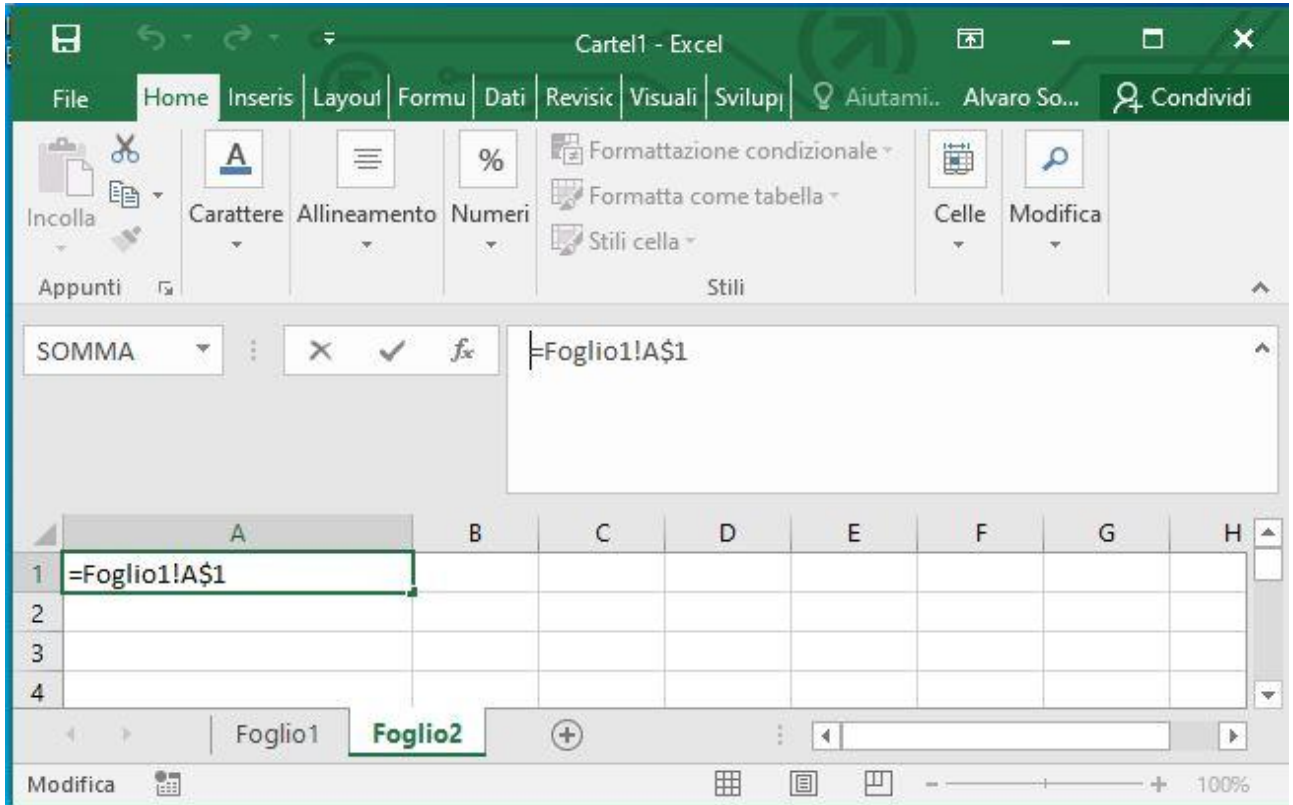 Cartel1 - Excel
File Home Inseris Layout Formu Dati Revisic Visuali Svilupp Aiutami.. Alvaro So... Condividi
Incolla
Appunti
Carattere
Allineamento
%
Numeri
Formattazione condizionale
Formatta come tabella
Stili cella
Stili
Celle
Modifica
SOMMA fx =Foglio1!A$1
A B C D E F G H
1 =Foglio1!A$1
2
3
4
Foglio1 Foglio2
Modifica 100%